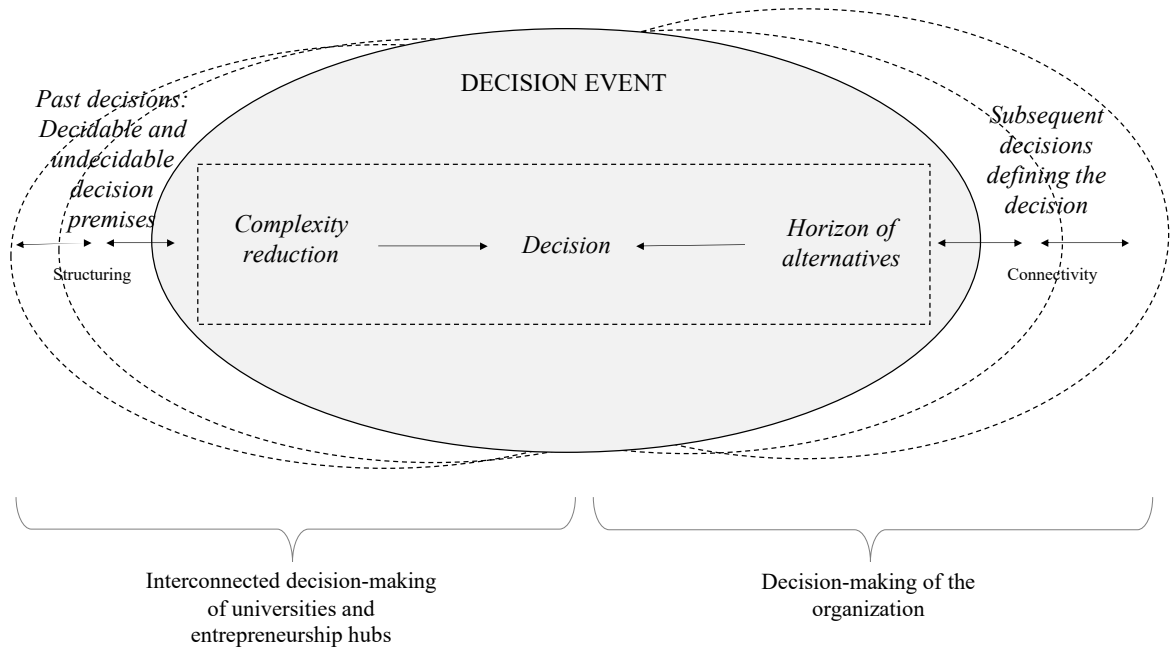 DECISION EVENT
Past decisions:
Decidable and
undecidable
decision
premises
Structuring
Complexity
reduction
Decision
Horizon of
alternatives
Subsequent
decisions
defining the
decision
Connectivity
Interconnected decision-making
of universities and
entrepreneurship hubs
Decision-making of the
organization